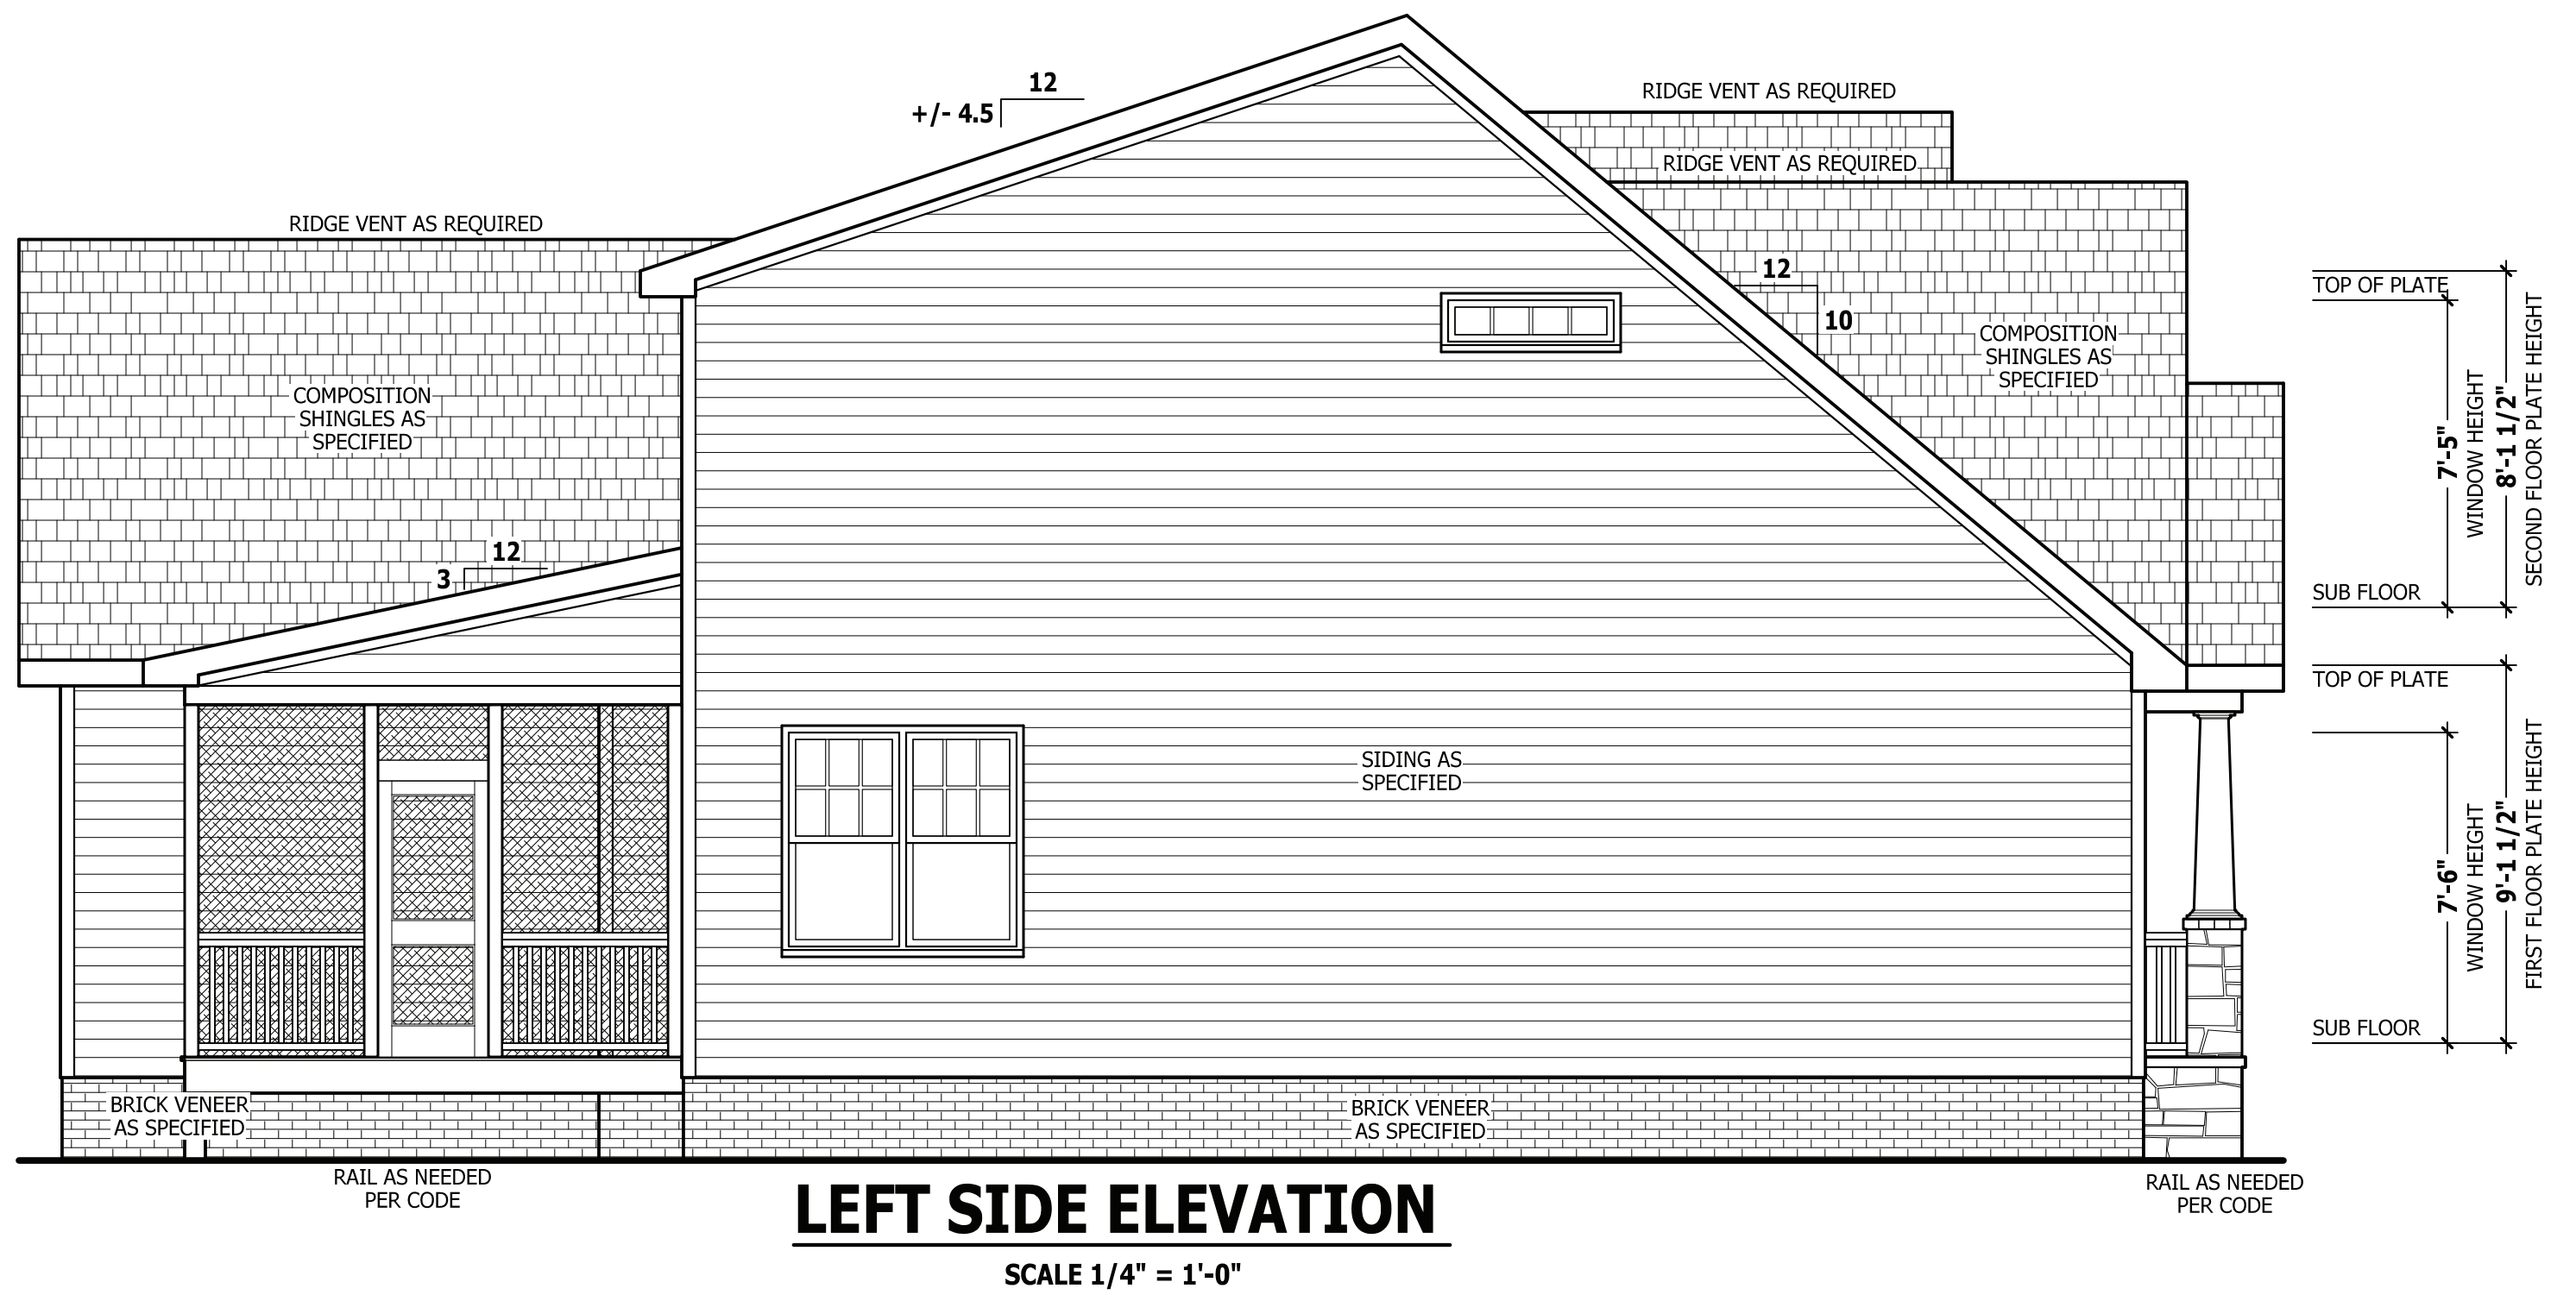 12
+/- 4.5
RIDGE VENT AS REQUIRED
RIDGE VENT AS REQUIRED
RIDGE VENT AS REQUIRED
12
10
COMPOSITION
SHINGLES AS
SPECIFIED
COMPOSITION
SHINGLES AS
SPECIFIED
12
3
TOP OF PLATE
7'-5"
WINDOW HEIGHT
8'-1 1/2"
SECOND FLOOR PLATE HEIGHT
SUB FLOOR
TOP OF PLATE
7'-6"
WINDOW HEIGHT
9'-1 1/2"
FIRST FLOOR PLATE HEIGHT
SUB FLOOR
SIDING AS
SPECIFIED
BRICK VENEER
AS SPECIFIED
BRICK VENEER
AS SPECIFIED
RAIL AS NEEDED
PER CODE
RAIL AS NEEDED
PER CODE
LEFT SIDE ELEVATION
SCALE 1/4" = 1'-0"